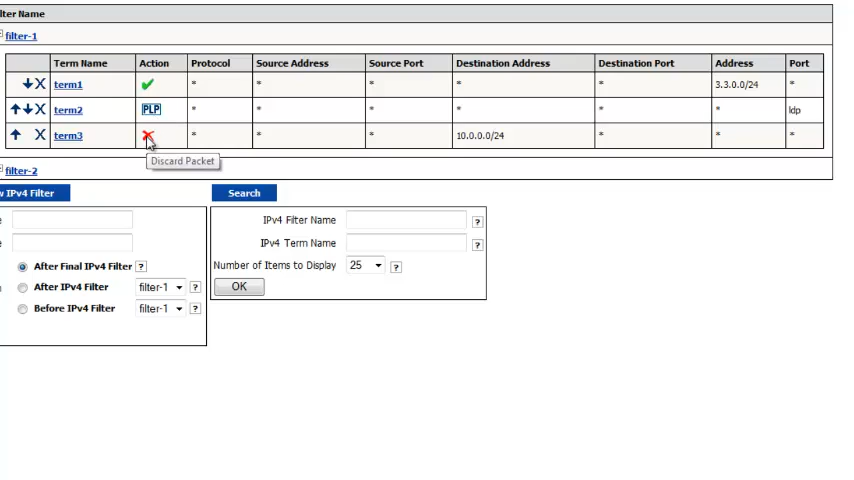 lter Name
filter-1
Term Name Action Protocol Source Address Source Port Destination Address Destination Port Address Port
X term1 * * * * * 3.3.0.0/24 *
X term2 PLP * * * * * * ldp
X term3 * * * 10.0.0.0/24 * * *
Discard Packet
filter-2
w IPv4 Filter Search
e IPv4 Filter Name ?
e IPv4 Term Name ?
After Final IPv4 Filter ? Number of Items to Display 25 ?
n After IPv4 Filter filter-1 ? OK
Before IPv4 Filter filter-1 ?